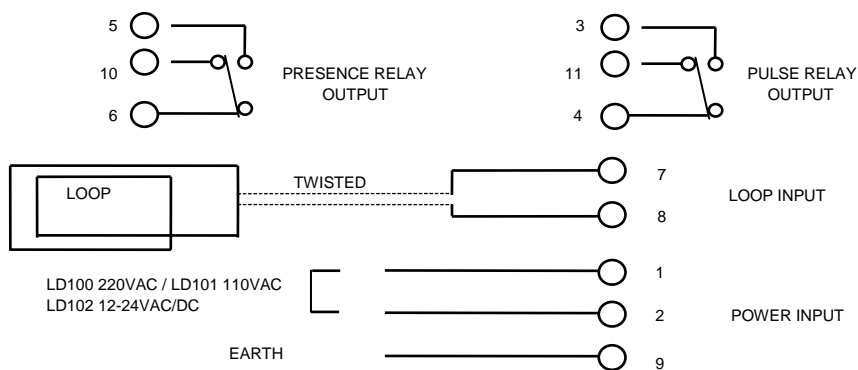 5
10
6
PRESENCE RELAY
OUTPUT
3
11
4
PULSE RELAY
OUTPUT
LOOP
TWISTED
7
8
LOOP INPUT
LD100 220VAC / LD101 110VAC
LD102 12-24VAC/DC
EARTH
1
2
9
POWER INPUT